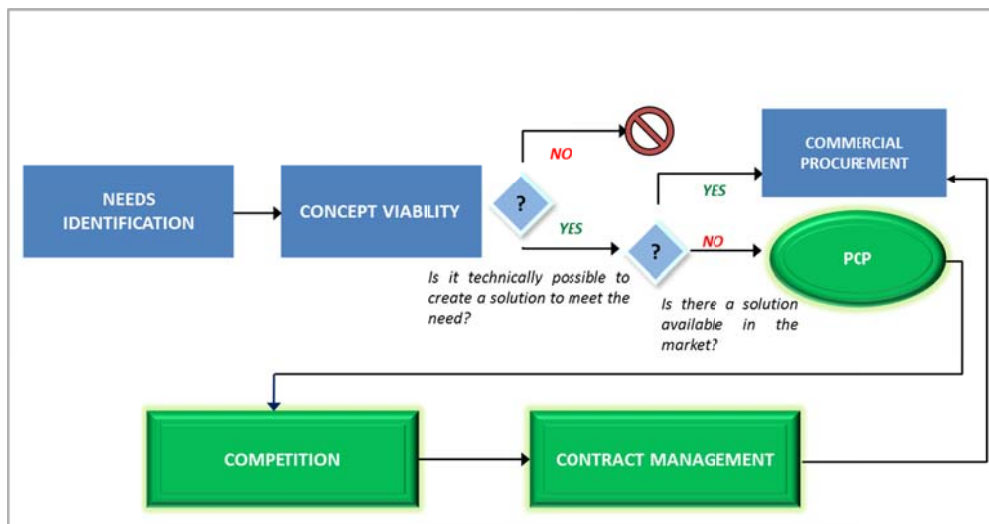 NEEDS
IDENTIFICATION
CONCEPT VIABILITY
?
NO
YES
Is it technically possible to
create a solution to meet the
need?
?
YES
NO
Is there a solution
available in the
market?
COMMERCIAL
PROCUREMENT
PCP
COMPETITION
CONTRACT MANAGEMENT